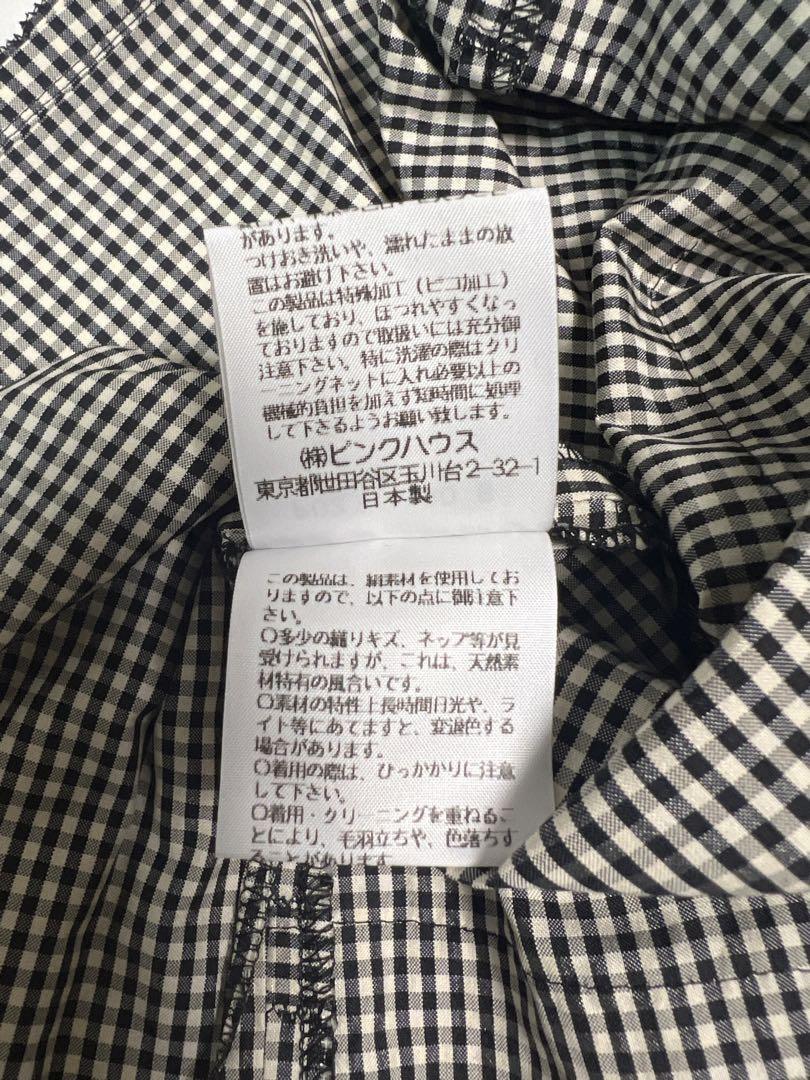 があります。
つけおき洗いや、濡れたままの放
置はお避け下さい。
この製品は特殊加工（ピコ加工）
を施しており、ほつれやすくなっ
ておりますので取扱いには充分御
注意下さい。特に洗濯の際はクリ
ーニングネットに入れ必要以上の
機械的負担を加えず短時間に処理
して下さるようお願い致します。
㈱ピンクハウス
東京都世田谷区玉川台2-32-1
日本製
この製品は、絹素材を使用してお
りますので、以下の点に御注意下
さい。
○多少の織りキズ、ネップ等が見
受けられますが、これは、天然素
材特有の風合いです。
○素材の特性上長時間日光や、ラ
イト等にあてますと、変退色する
場合があります。
○着用の際は、ひっかかりに注意
して下さい。
○着用・クリーニングを重ねるこ
とにより、毛羽立ちや、色落ちす
ることがあります。